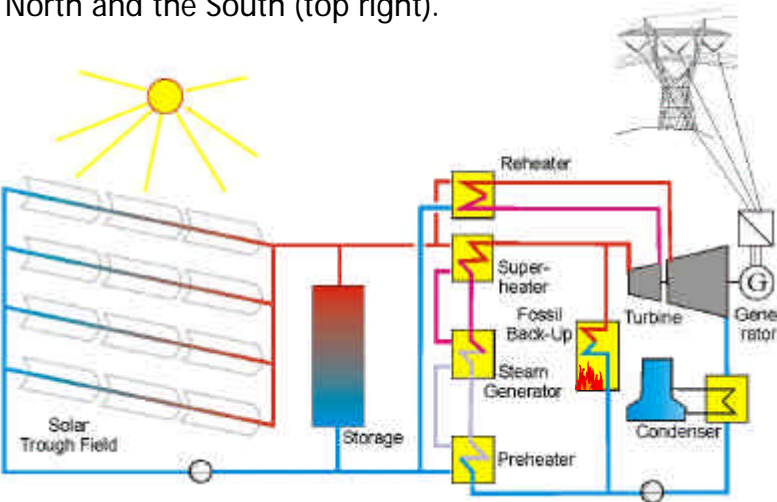 North and the South (top right).
Reheater
Super-
heater
Fossil
Back-Up
Turbine
G
Gene
rator
Steam
Generator
Condenser
Solar
Trough Field
Storage
Preheater